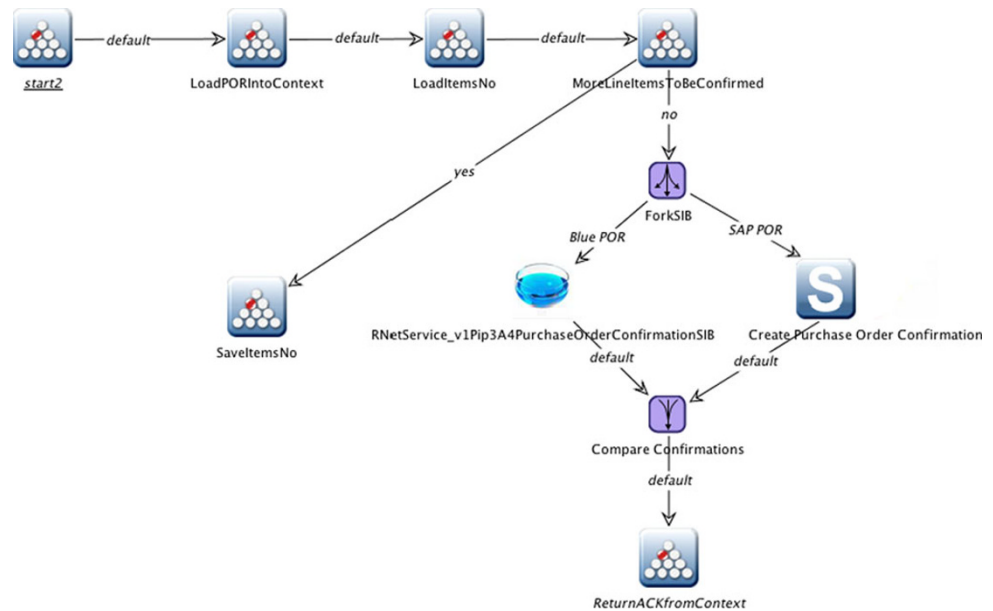 default
default
default
start2
LoadPORIntoContext
LoadItemsNo
MoreLineItemsToBeConfirmed
no
yes
ForkSIB
Blue POR
SAP POR
S
RNetService_v1Pip3A4PurchaseOrderConfirmationSIB
Create Purchase Order Confirmation
SaveItemsNo
default
default
Compare Confirmations
default
ReturnACKfromContext